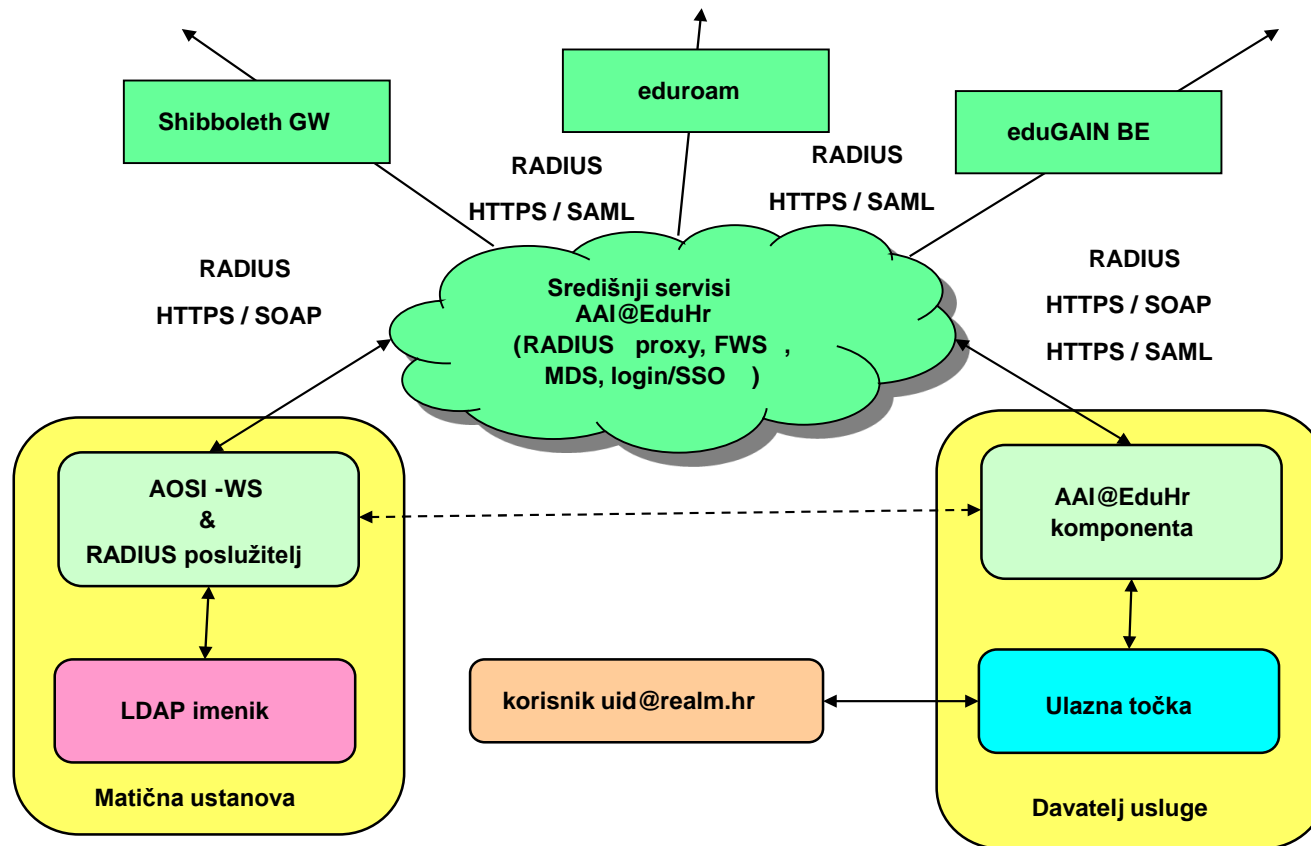 eduroam
Shibboleth GW
eduGAIN BE
RADIUS
HTTPS / SAML
RADIUS
HTTPS / SAML
RADIUS
HTTPS / SOAP
Središnji servisi
AAI@EduHr
(RADIUS proxy, FWS ,
MDS, login/SSO )
RADIUS
HTTPS / SOAP
HTTPS / SAML
AOSI -WS
&
RADIUS poslužitelj
AAI@EduHr
komponenta
LDAP imenik
korisnik uid@realm.hr
Ulazna točka
Matična ustanova
Davatelj usluge